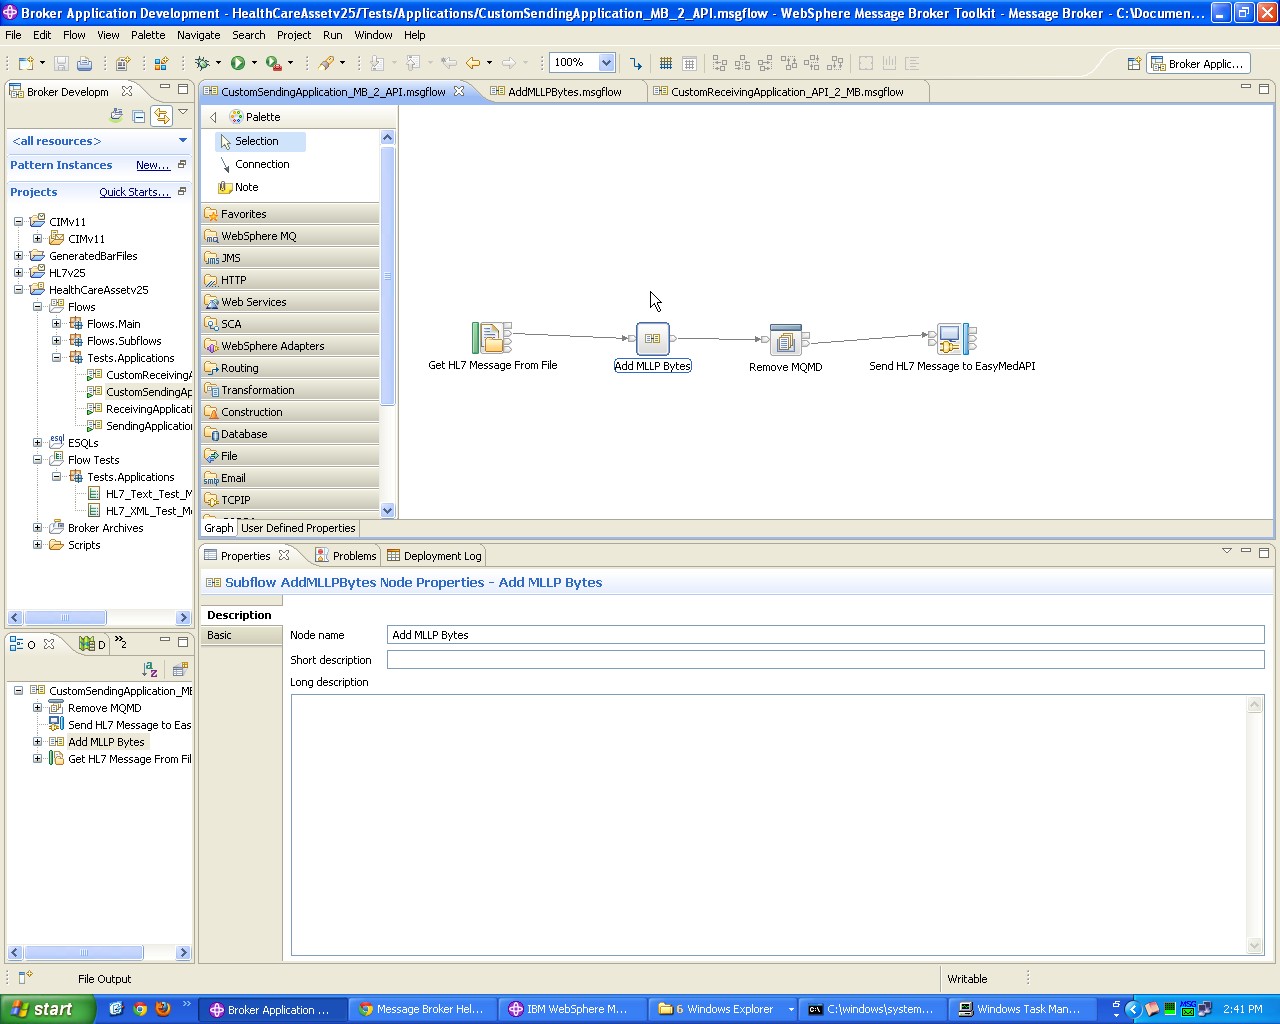 Broker Application Development - HealthCareAssetv25/Tests/Applications/CustomSendingApplication_MB_2_API.msgflow - WebSphere Message Broker Toolkit - Message Broker - C:\Documen...
File Edit Flow View Palette Navigate Search Project Run Window Help
100%
Broker Applic...
Broker Developm
CustomSendingApplication_MB_2_API.msgflow
AddMLLPBytes.msgflow
CustomReceivingApplication_API_2_MB.msgflow
<all resources>
Pattern Instances New...
Projects Quick Starts...
CIMv11
CIMv11
GeneratedBarFiles
HL7v25
HealthCareAssetv25
Flows
Flows.Main
Flows.Subflows
Tests.Applications
CustomReceiving
CustomSendingAp
ReceivingApplicati
SendingApplication
ESQLs
Flow Tests
Tests.Applications
HL7_Text_Test_M
HL7_XML_Test_Me
Broker Archives
Scripts
Palette
Selection
Connection
Note
Favorites
WebSphere MQ
JMS
HTTP
Web Services
SCA
WebSphere Adapters
Routing
Transformation
Construction
Database
File
Email
TCPIP
Get HL7 Message From File
Add MLLP Bytes
Remove MQMD
Send HL7 Message to EasyMedAPI
Graph User Defined Properties
Properties Problems Deployment Log
Subflow AddMLLPBytes Node Properties - Add MLLP Bytes
Description
Basic
Node name Add MLLP Bytes
Short description
Long description
O D »2
CustomSendingApplication_MB
Remove MQMD
Send HL7 Message to Eas
Add MLLP Bytes
Get HL7 Message From Fil
File Output
Writable
start
Broker Application ...
Message Broker Hel...
IBM WebSphere M...
6 Windows Explorer
C:\windows\system...
Windows Task Man...
5
2:41 PM